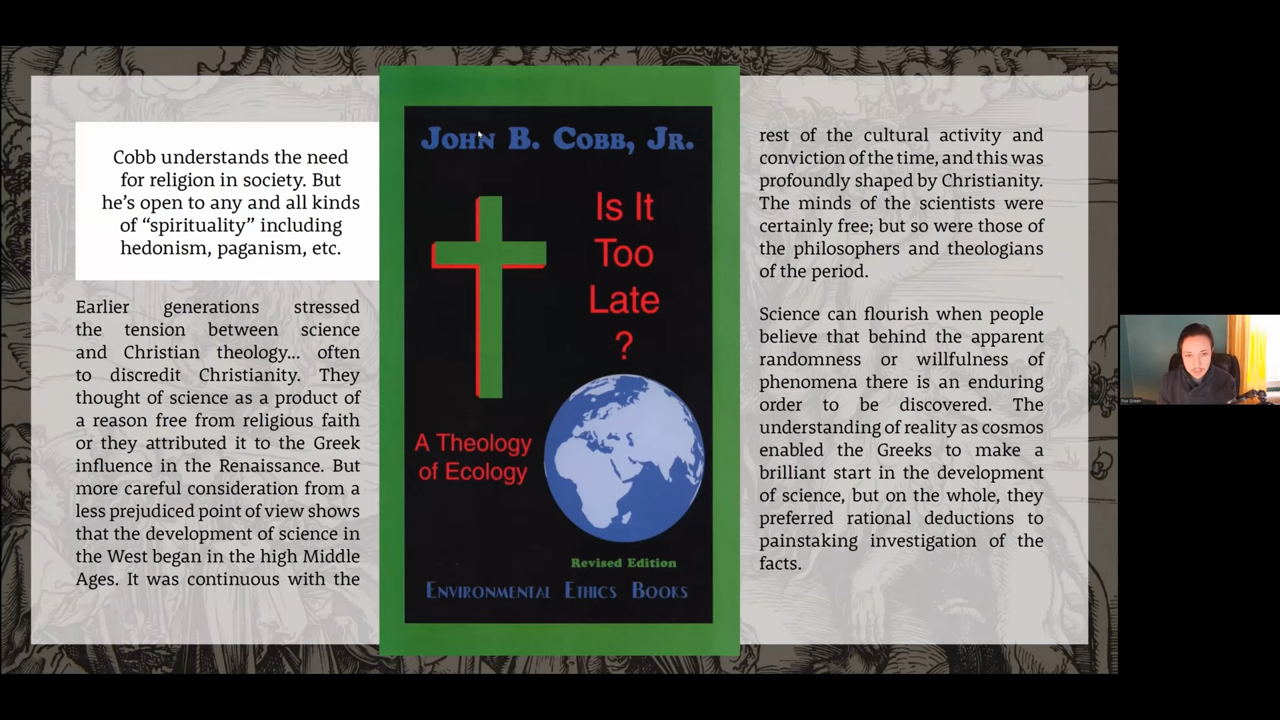 Cobb understands the need
for religion in society. But
he's open to any and all kinds
of “spirituality” including
hedonism, paganism, etc.
Earlier generations stressed
the tension between science
and Christian theology... often
to discredit Christianity. They
thought of science as a product of
a reason free from religious faith
or they attributed it to the Greek
influence in the Renaissance. But
more careful consideration from a
less prejudiced point of view shows
that the development of science in
the West began in the high Middle
Ages. It was continuous with the
JOHN B. COBB, JR.
Is It
Too
Late
?
A Theology
of Ecology
Revised Edition
ENVIRONMENTAL ETHICS BOOKS
rest of the cultural activity and
conviction of the time, and this was
profoundly shaped by Christianity.
The minds of the scientists were
certainly free; but so were those of
the philosophers and theologians
of the period.
Science can flourish when people
believe that behind the apparent
randomness or willfulness of
phenomena there is an enduring
order to be discovered. The
understanding of reality as cosmos
enabled the Greeks to make a
brilliant start in the development
of science, but on the whole, they
preferred rational deductions to
painstaking investigation of the
facts.
Fox Green